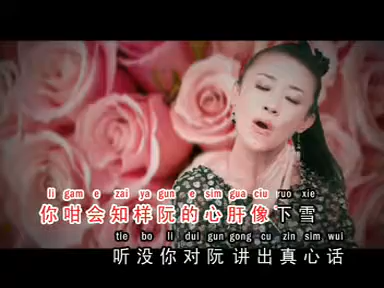 li gam e zai ya gun e sim gua ciu ruo xie
你咁会知样阮的心肝像下雪
tie bo li dui gun gong cu zin sim wui
听没你对阮讲出真心话